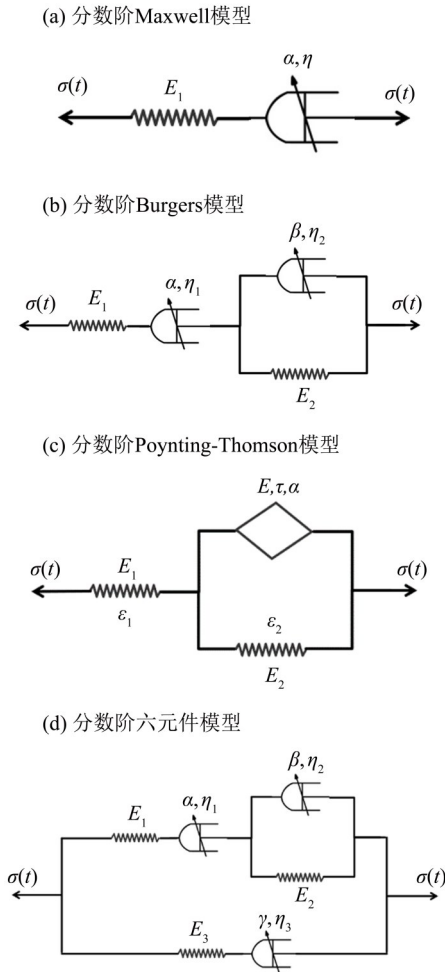 (a) 分数阶Maxwell模型
α,η
σ(t) E₁ σ(t)
(b) 分数阶Burgers模型
β,η₂
α,η₁
σ(t) E₁ σ(t)
E₂
(c) 分数阶Poynting-Thomson模型
E,τ,α
σ(t) E₁ σ(t)
ε₁ ε₂
E₂
(d) 分数阶六元件模型
β,η₂
α,η₁
E₁
σ(t) E₂ σ(t)
E₃ γ,η₃